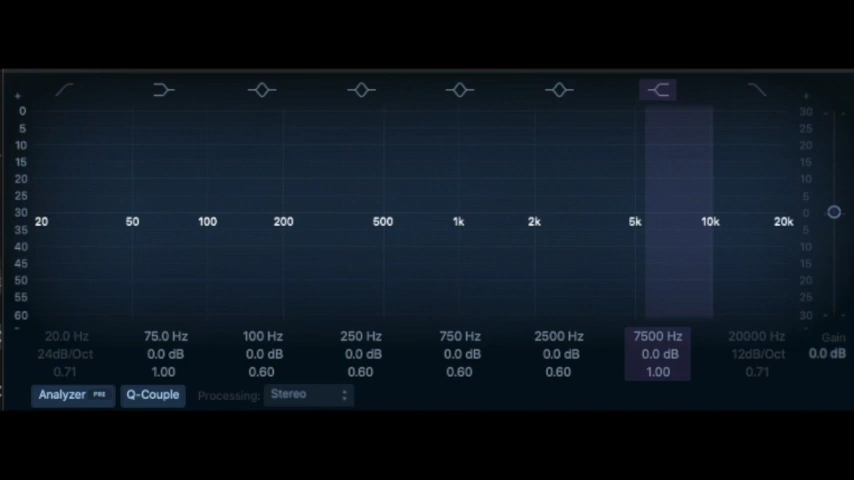 + +
0 30
5 25
10 20
15 15
20 10
25 5
30 20 50 100 200 500 1k 2k 5k 10k 20k 0
35 5
40 10
45 15
50 20
55 25
60 30
- -
20.0 Hz 75.0 Hz 100 Hz 250 Hz 750 Hz 2500 Hz 7500 Hz 20000 Hz Gain
24dB/Oct 0.0 dB 0.0 dB 0.0 dB 0.0 dB 0.0 dB 0.0 dB 12dB/Oct 0.0 dB
0.71 1.00 0.60 0.60 0.60 0.60 1.00 0.71
Analyzer PRE Q-Couple Processing: Stereo